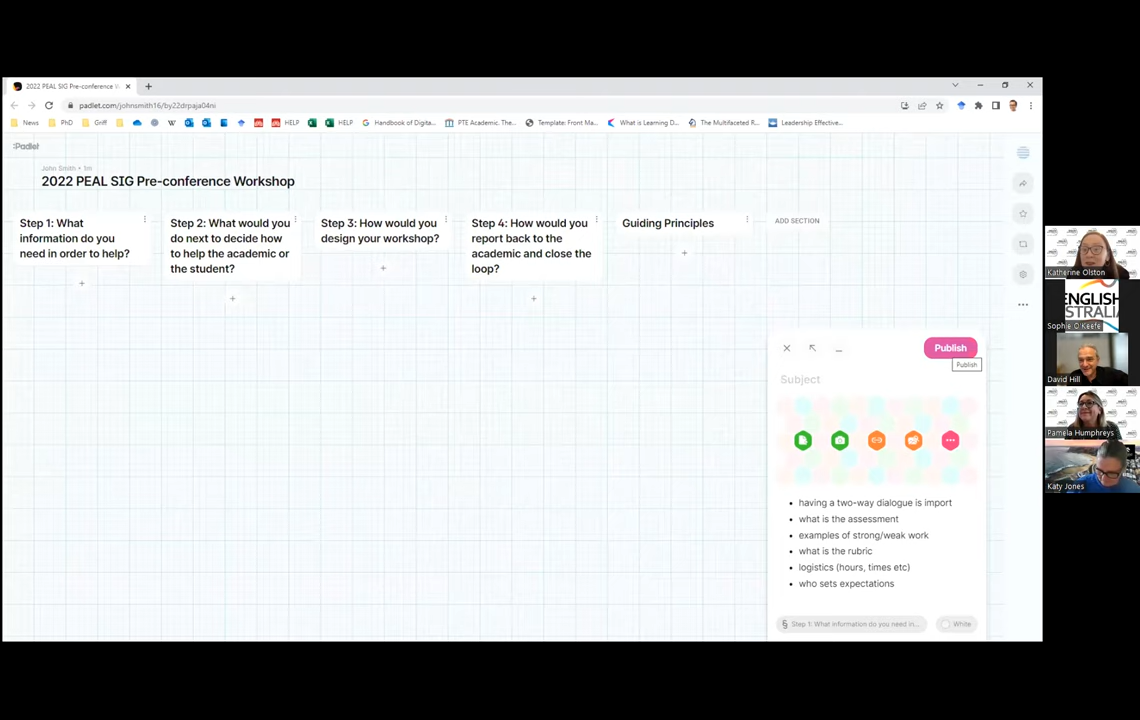 2022 PEAL SIG Pre-conference W
padlet.com/johnsmith16/by22drpaja04ni
News
PhD
Griff
HELP
HELP
Handbook of Digita...
PTE Academic. The...
Template: Front Ma...
What is Learning D...
The Multifaceted R...
Leadership Effective...
:Padlet
John Smith • 1m
2022 PEAL SIG Pre-conference Workshop
Step 1: What
information do you
need in order to help?
Step 2: What would you
do next to decide how
to help the academic or
the student?
Step 3: How would you
design your workshop?
Step 4: How would you
report back to the
academic and close the
loop?
Guiding Principles
ADD SECTION
Publish
Publish
Subject
• having a two-way dialogue is import
• what is the assessment
• examples of strong/weak work
• what is the rubric
• logistics (hours, times etc)
• who sets expectations
Step 1: What information do you need in...
White
Katherine Olston
ENGLISH
STRALIA
Sophie O'Keefe
David Hill
Pamela Humphreys
Katy Jones